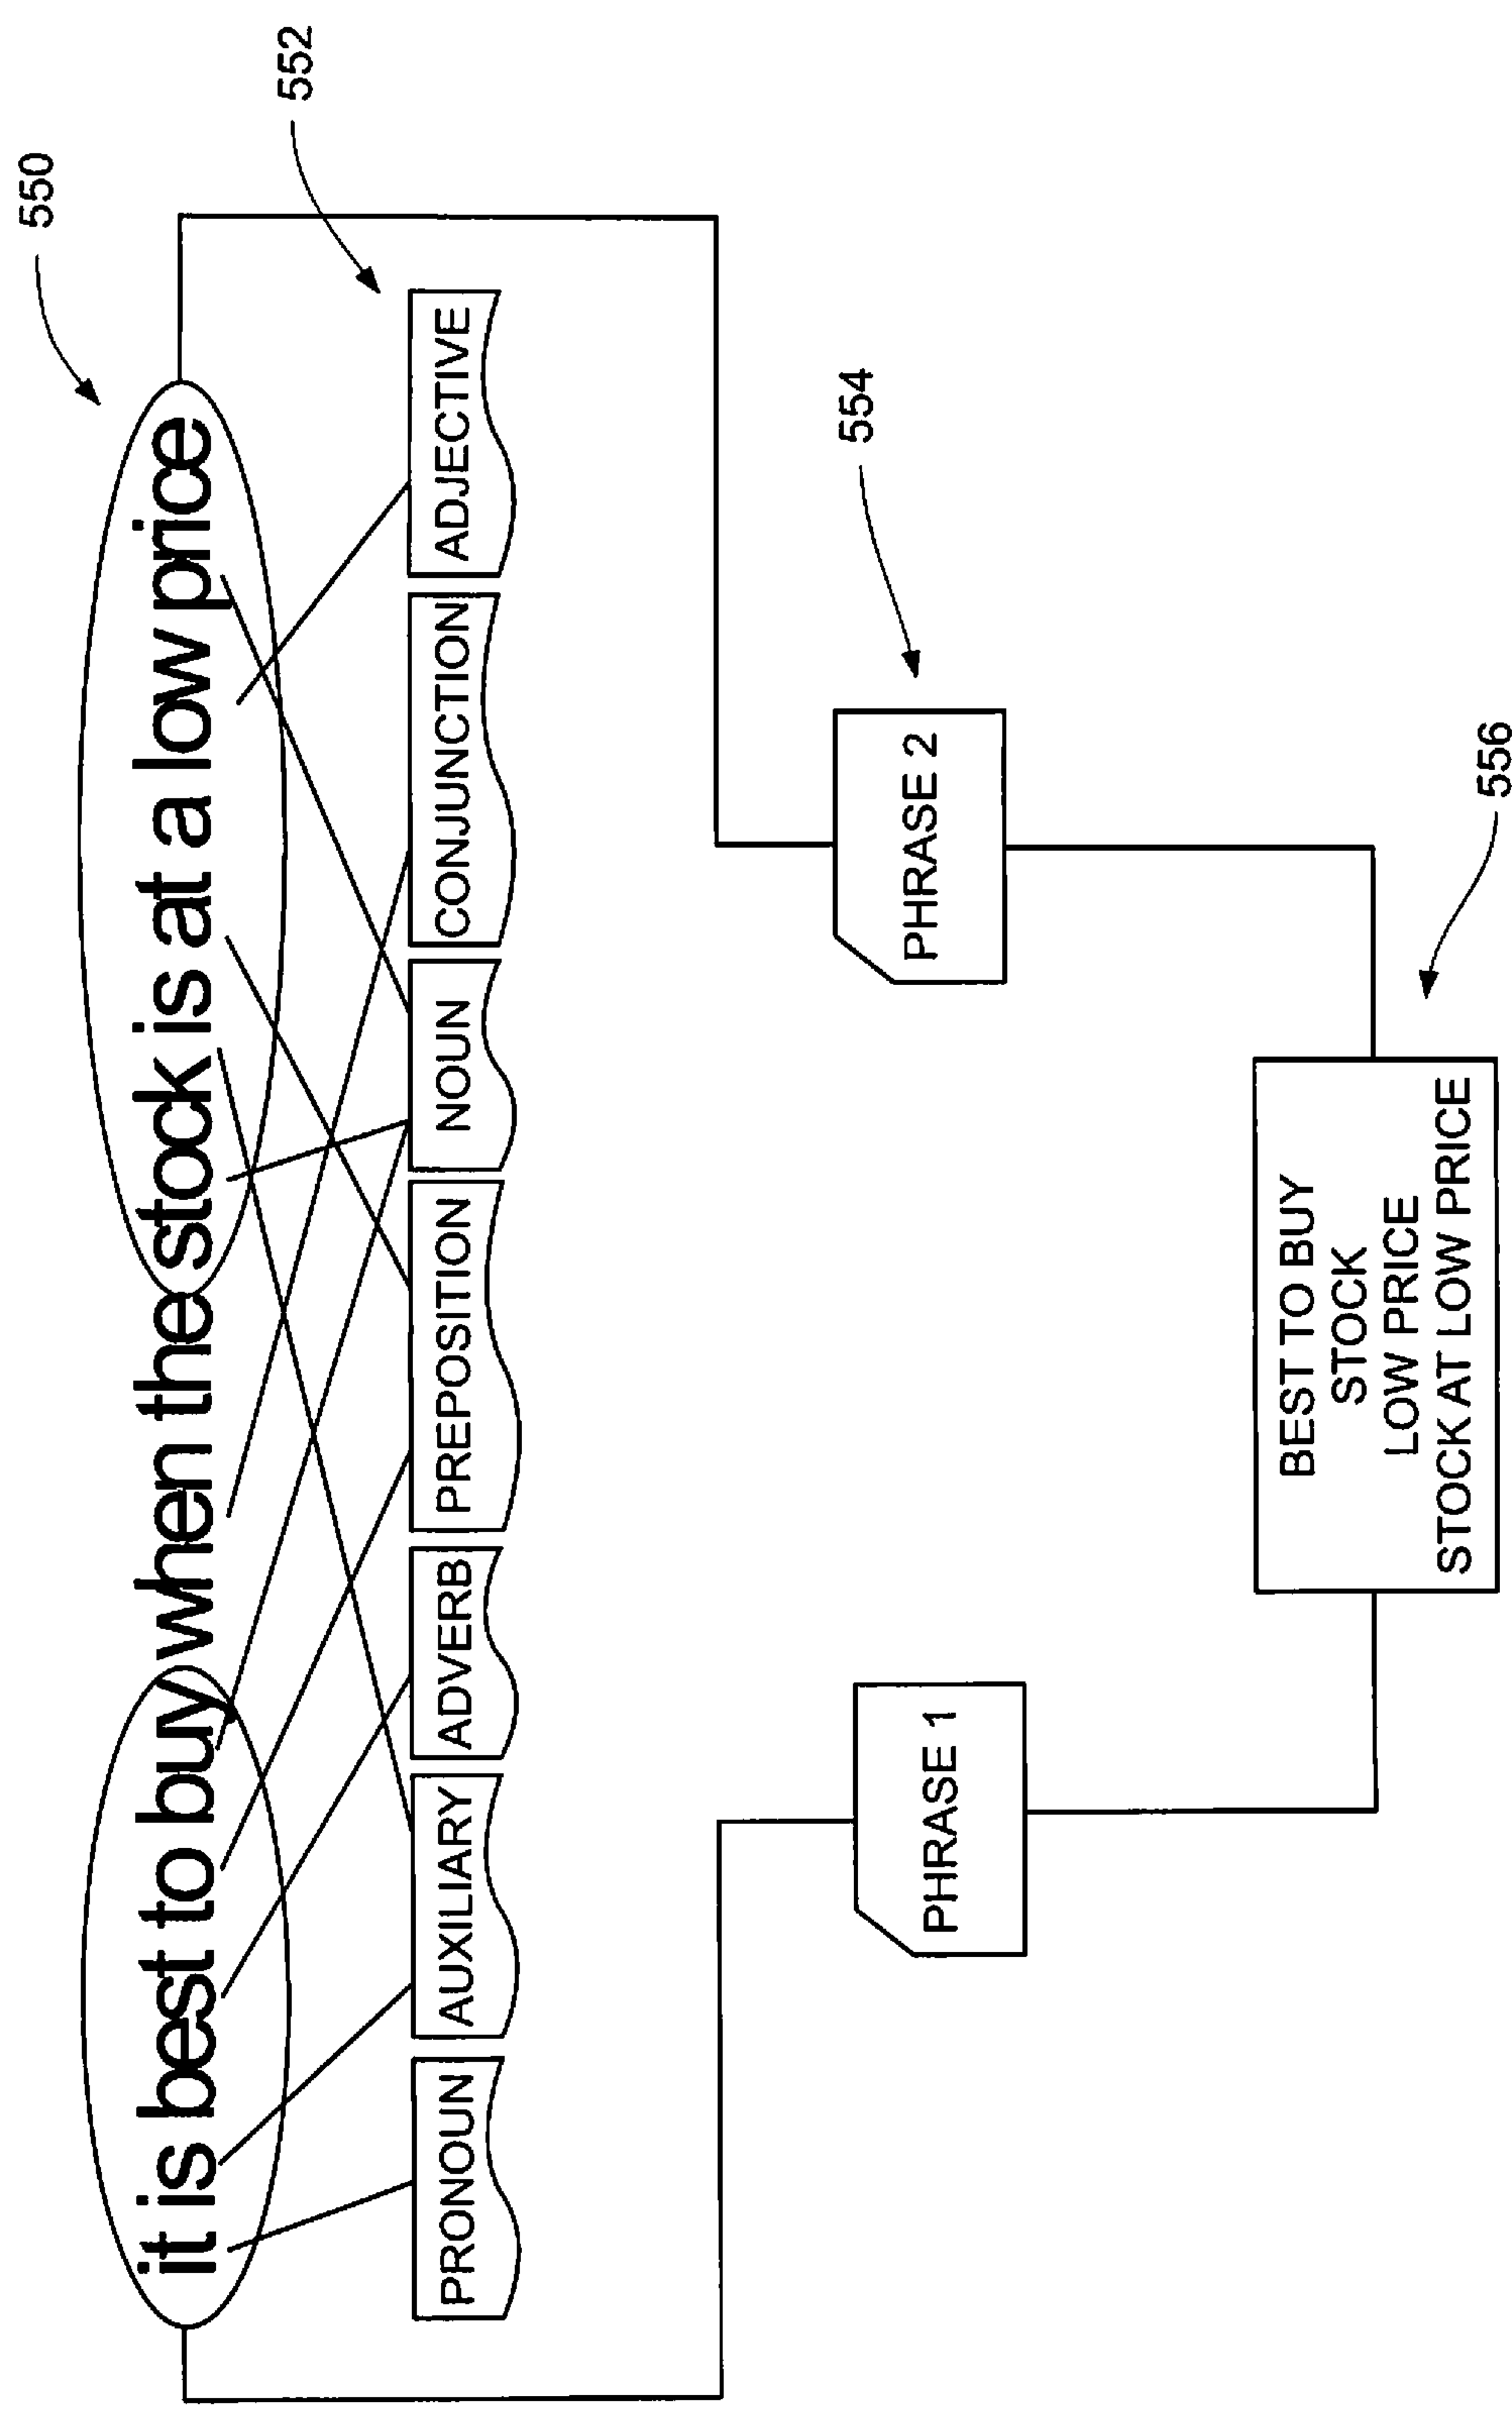 550
it is best to buy when the stock is at a low price
552
PRONOUN
AUXILIARY
ADVERB
PREPOSITION
NOUN
CONJUNCTION
ADJECTIVE
554
PHRASE 1
PHRASE 2
556
BEST TO BUY
STOCK
LOW PRICE
STOCK AT LOW PRICE